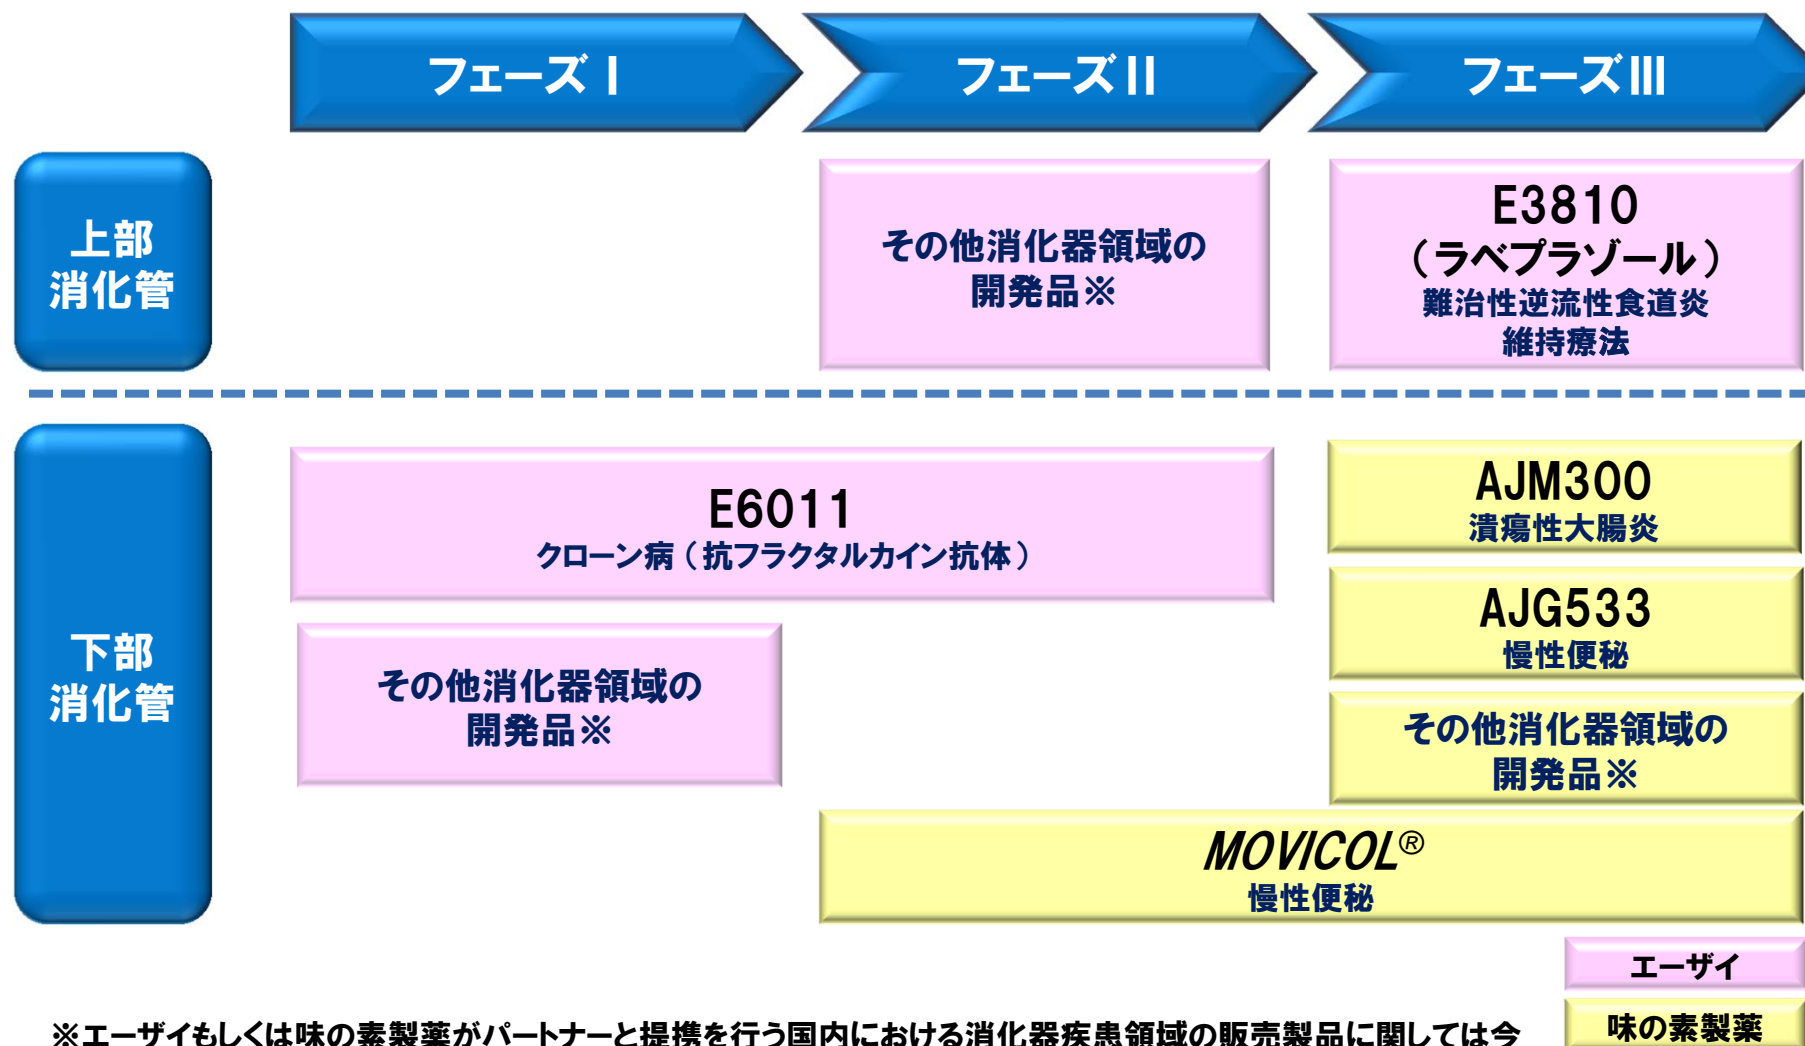 フェーズⅠ
フェーズⅡ
フェーズⅢ
上部
消化管
その他消化器領域の
開発品※
E3810
（ラベプラゾール）
難治性逆流性食道炎
維持療法
下部
消化管
E6011
クローン病（抗フラクタルカイン抗体）
その他消化器領域の
開発品※
AJM300
潰瘍性大腸炎
AJG533
慢性便秘
その他消化器領域の
開発品※
MOVICOL®
慢性便秘
エーザイ
味の素製薬
※エーザイもしくは味の素製薬がパートナーと提携を行う国内における消化器疾患領域の販売製品に関しては今